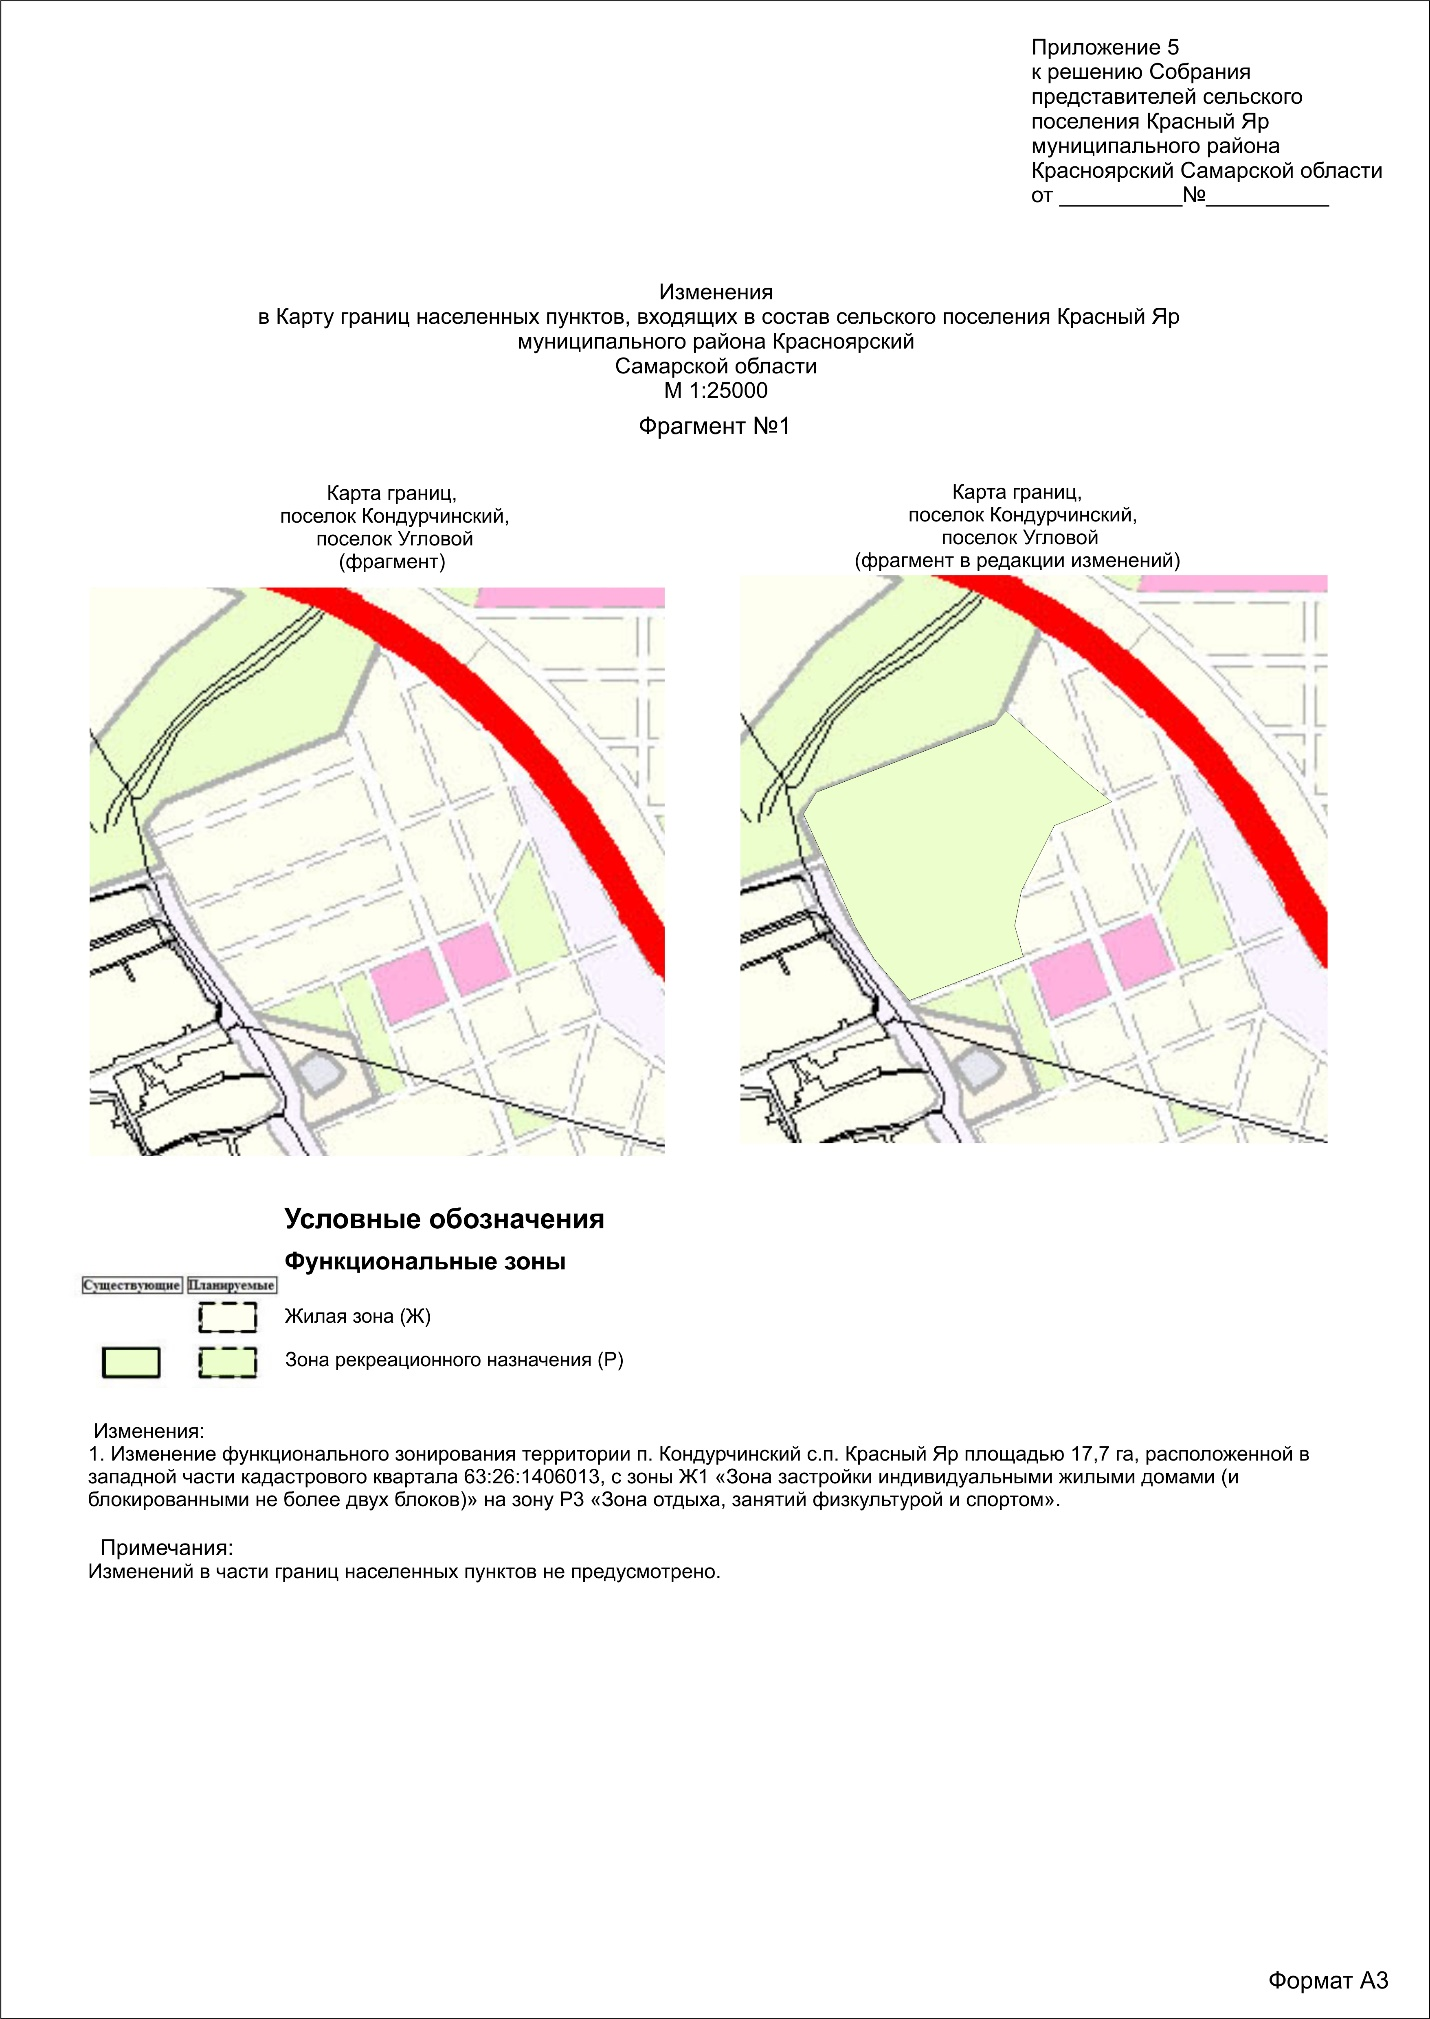 Приложение 5
к решению Собрания
представителей сельского
поселения Красный Яр
муниципального района
Красноярский Самарской области
от __________№__________
Изменения
в Карту границ населенных пунктов, входящих в состав сельского поселения Красный Яр
муниципального района Красноярский
Самарской области
М 1:25000
Фрагмент №1
Карта границ,
поселок Кондурчинский,
поселок Угловой
(фрагмент)
Карта границ,
поселок Кондурчинский,
поселок Угловой
(фрагмент в редакции изменений)
Условные обозначения
Функциональные зоны
Существующие Планируемые
Жилая зона (Ж)
Зона рекреационного назначения (Р)
Изменения:
1. Изменение функционального зонирования территории п. Кондурчинский с.п. Красный Яр площадью 17,7 га, расположенной в
западной части кадастрового квартала 63:26:1406013, с зоны Ж1 «Зона застройки индивидуальными жилыми домами (и
блокированными не более двух блоков)» на зону Р3 «Зона отдыха, занятий физкультурой и спортом».
Примечания:
Изменений в части границ населенных пунктов не предусмотрено.
Формат А3